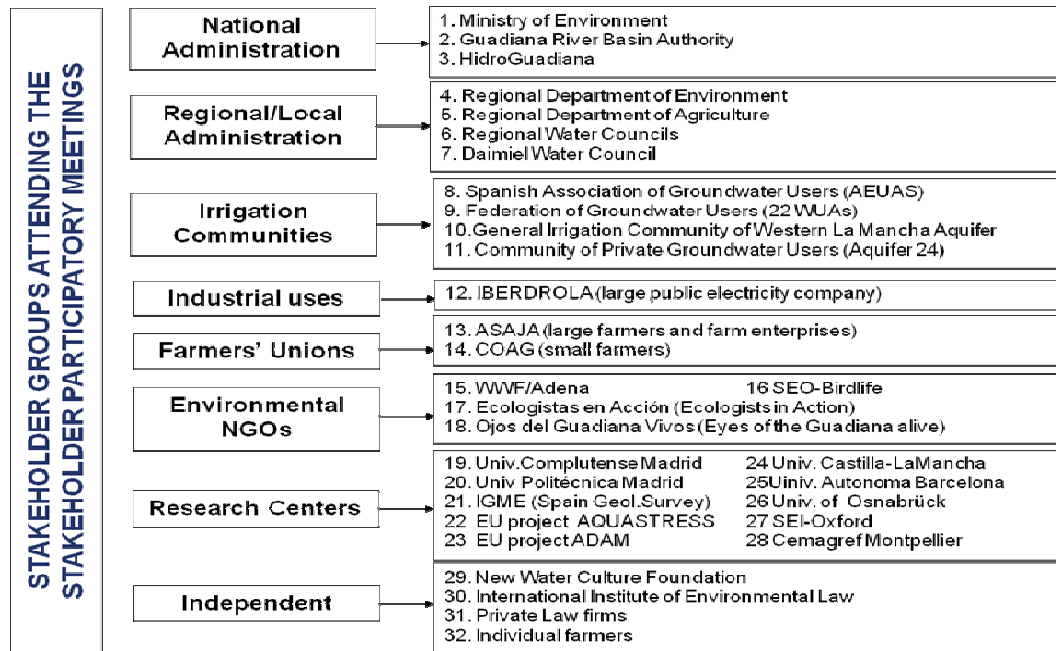 STAKEHOLDER GROUPS ATTENDING THE
STAKEHOLDER PARTICIPATORY MEETINGS
National
Administration
1. Ministry of Environment
2. Guadiana River Basin Authority
3. HidroGuadiana
Regional/Local
Administration
4. Regional Department of Environment
5. Regional Department of Agriculture
6. Regional Water Councils
7. Daimiel Water Council
Irrigation
Communities
8. Spanish Association of Groundwater Users (AEUAS)
9. Federation of Groundwater Users (22 WUAs)
10.General Irrigation Community of Western La Mancha Aquifer
11. Community of Private Groundwater Users (Aquifer 24)
Industrial uses
12. IBERDROLA (large public electricity company)
Farmers' Unions
13. ASAJA (large farmers and farm enterprises)
14. COAG (small farmers)
Environmental
NGOs
15. WWF/Adena 16 SEO-Birdlife
17. Ecologistas en Acción (Ecologists in Action)
18. Ojos del Guadiana Vivos (Eyes of the Guadiana alive)
Research Centers
19. Univ.Complutense Madrid 24 Univ. Castilla-LaMancha
20. Univ Politécnica Madrid 25Uiniv. Autonoma Barcelona
21. IGME (Spain Geol.Survey) 26 Univ. of Osnabrück
22 EU project AQUASTRESS 27 SEI-Oxford
23 EU project ADAM 28 Cemagref Montpellier
Independent
29. New Water Culture Foundation
30. International Institute of Environmental Law
31. Private Law firms
32. Individual farmers